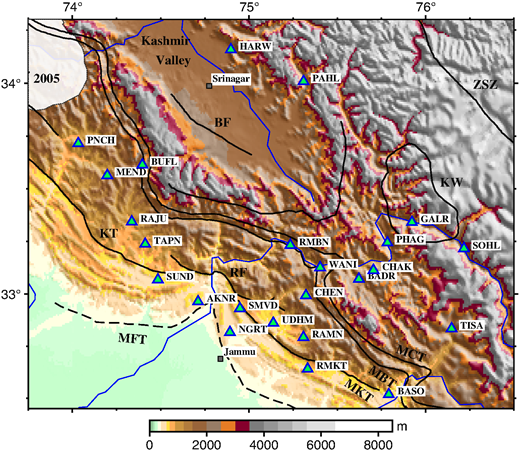 74° 75° 76°
HARW
Kashmir
Valley
ZSZ
34° 2005
Srinagar
PAHL
BF
PNCH
BUFL
MEND
KW
RAJU
GALR
KT
TAPN
RMBN
PHAG
SOHL
SUND
RF
WANI
CHAK
BADR
33°
AKNR
SMVD
CHEN
UDHM
TISA
MFT
NGRT
RAMN
Jammu
MCT
RMKT
MBT
MKT
BASO
0 2000 4000 6000 8000 m